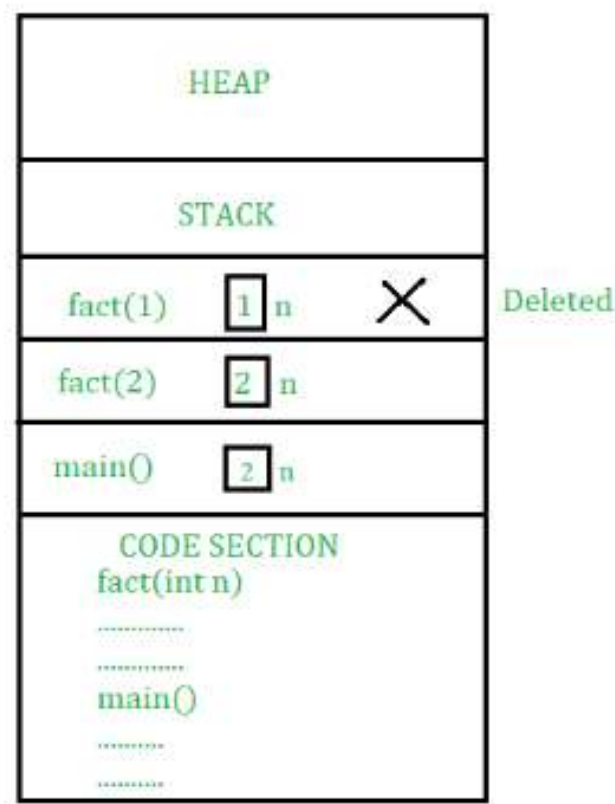 HEAP
STACK
fact(1) 1 n Deleted
fact(2) 2 n
main() 2 n
CODE SECTION
fact(int n)
.............
.............
main()
..........
..........